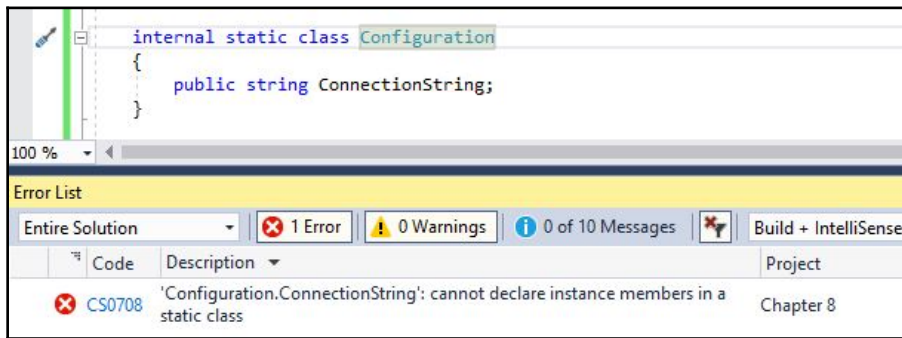 internal static class Configuration
{
public string ConnectionString;
}
100 %
Error List
Entire Solution 1 Error 0 Warnings 0 of 10 Messages Build + IntelliSense
Code Description Project
CS0708 'Configuration.ConnectionString': cannot declare instance members in a
static class
Chapter 8